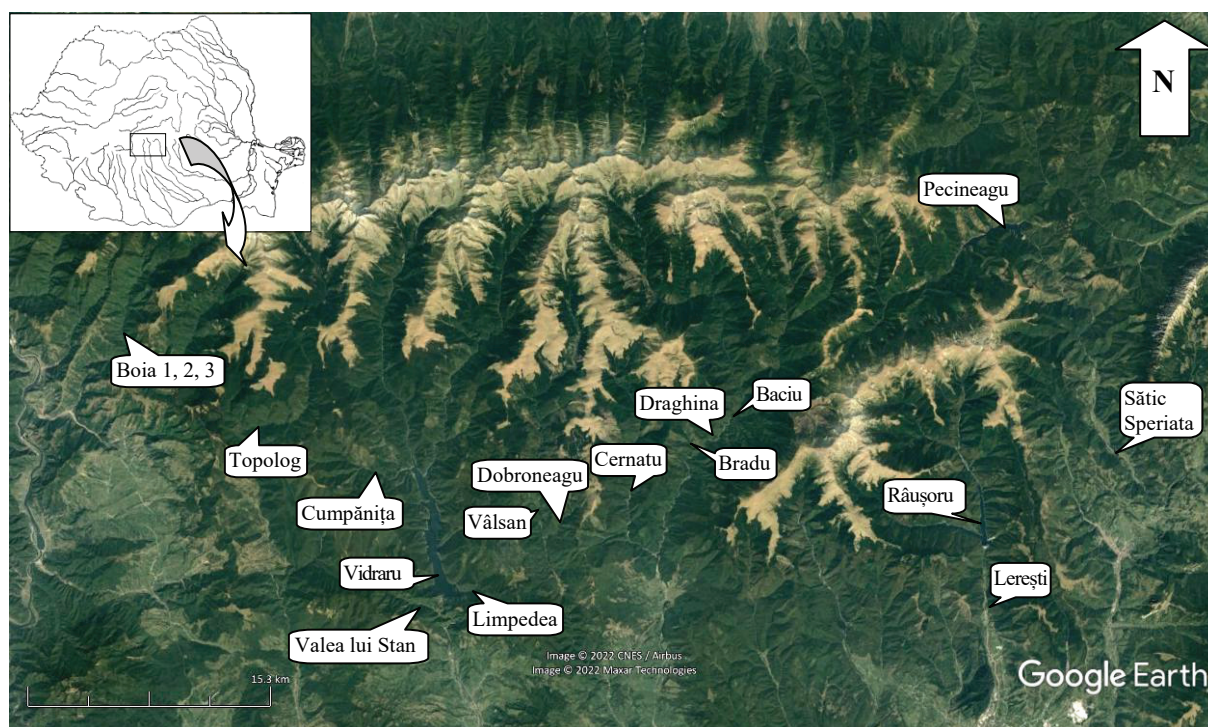 N
Pecineagu
Boia 1, 2, 3
Draghina
Baciu
Sătic
Speriata
Topolog
Cernatu
Bradu
Dobroneagu
Cumpănița
Râușoru
Vâlsan
Vidraru
Lerești
Limpedea
Valea lui Stan
Image © 2022 CNES / Airbus
Image © 2022 Maxar Technologies
15.3 km
Google Earth